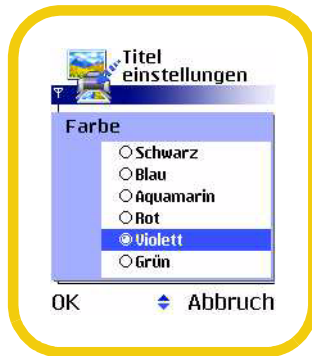 Titel
einstellungen
Farbe
Schwarz
Blau
Aquamarin
Rot
Violett
Grün
OK Abbruch